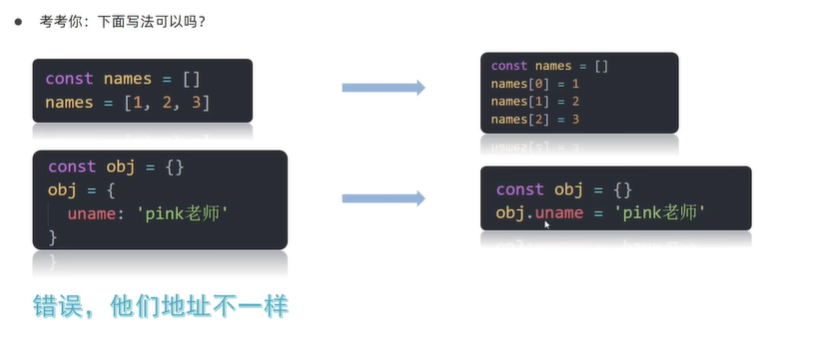 ● 考考你：下面写法可以吗？
const names = []
names = [1, 2, 3]
const names = []
names[0] = 1
names[1] = 2
names[2] = 3
const obj = {}
obj = {
uname: 'pink老师'
}
const obj = {}
obj.uname = 'pink老师'
错误，他们地址不一样